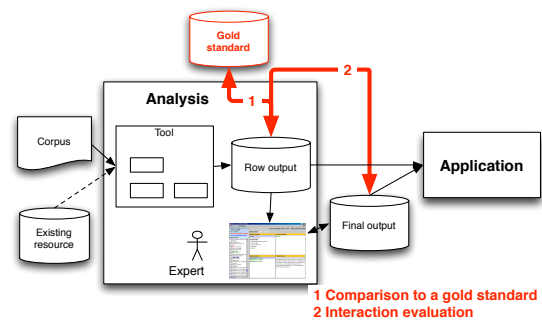 Gold
standard
2
1
Analysis
Tool
Corpus
Row output
Application
Existing
resource
Final output
Expert
1 Comparison to a gold standard
2 Interaction evaluation